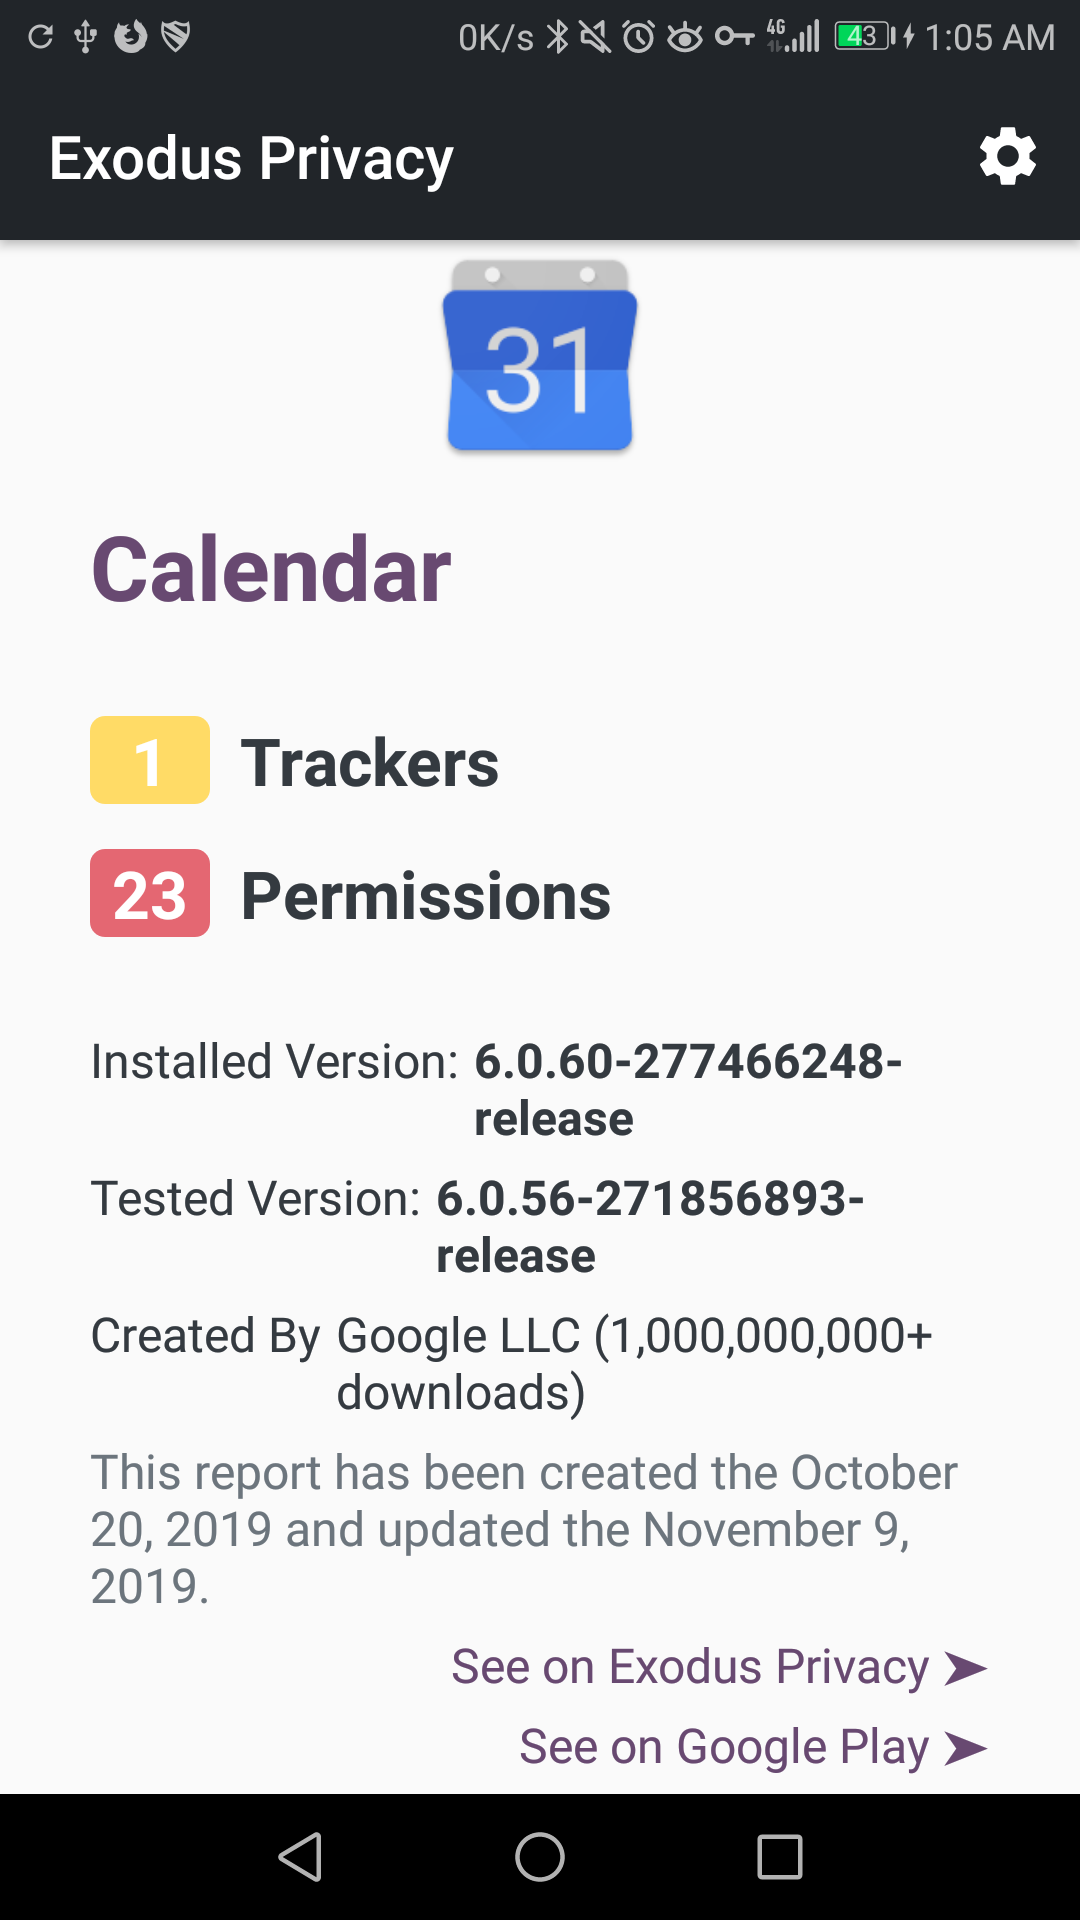 0K/s 4G 43 1:05 AM
Exodus Privacy
31
Calendar
1 Trackers
23 Permissions
Installed Version: 6.0.60-277466248-
release
Tested Version: 6.0.56-271856893-
release
Created By Google LLC (1,000,000,000+
downloads)
This report has been created the October
20, 2019 and updated the November 9,
2019.
See on Exodus Privacy ➤
See on Google Play ➤